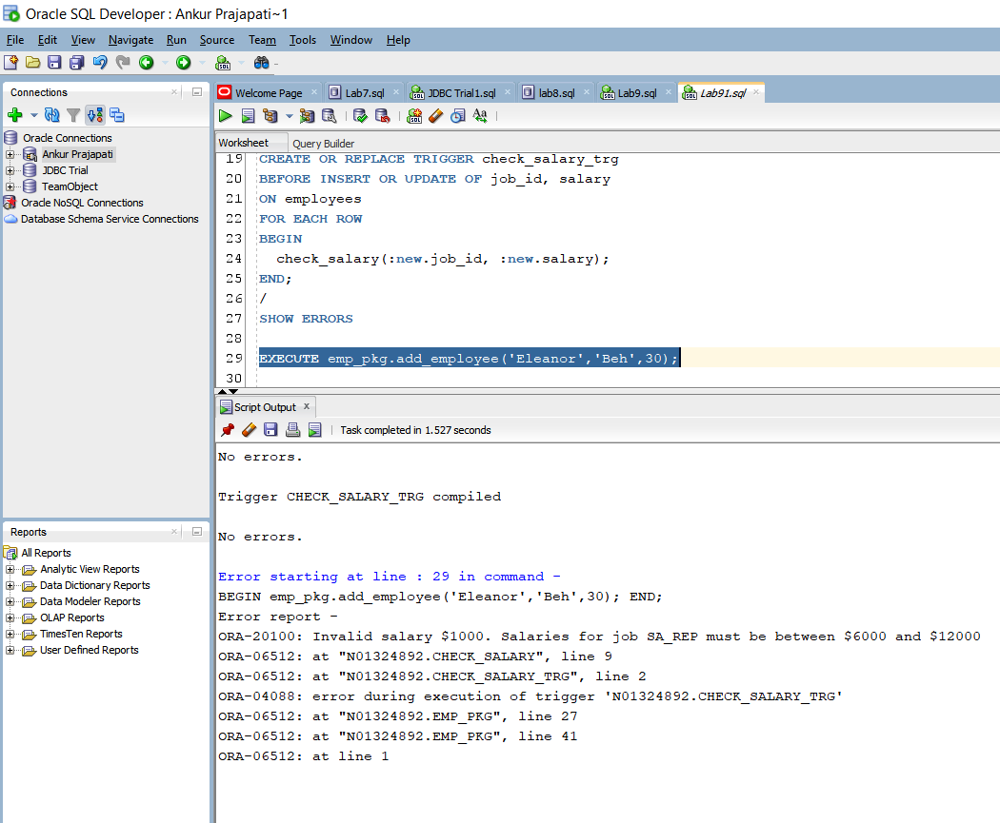 Oracle SQL Developer : Ankur Prajapati~1
File Edit View Navigate Run Source Team Tools Window Help
Connections
Oracle Connections
Ankur Prajapati
JDBC Trial
TeamObject
Oracle NoSQL Connections
Database Schema Service Connections
Reports
All Reports
Analytic View Reports
Data Dictionary Reports
Data Modeler Reports
OLAP Reports
TimesTen Reports
User Defined Reports
Welcome Page Lab7.sql JDBC Trial1.sql lab8.sql Lab9.sql Lab91.sql
Worksheet Query Builder
19 CREATE OR REPLACE TRIGGER check_salary_trg
20 BEFORE INSERT OR UPDATE OF job_id, salary
21 ON employees
22 FOR EACH ROW
23 BEGIN
24 check_salary(:new.job_id, :new.salary);
25 END;
26 /
27 SHOW ERRORS
28
29 EXECUTE emp_pkg.add_employee('Eleanor','Beh',30);
30
Script Output x
Task completed in 1.527 seconds
No errors.
Trigger CHECK_SALARY_TRG compiled
No errors.
Error starting at line : 29 in command -
BEGIN emp_pkg.add_employee('Eleanor','Beh',30); END;
Error report -
ORA-20100: Invalid salary $1000. Salaries for job SA_REP must be between $6000 and $12000
ORA-06512: at "N01324892.CHECK_SALARY", line 9
ORA-06512: at "N01324892.CHECK_SALARY_TRG", line 2
ORA-04088: error during execution of trigger 'N01324892.CHECK_SALARY_TRG'
ORA-06512: at "N01324892.EMP_PKG", line 27
ORA-06512: at "N01324892.EMP_PKG", line 41
ORA-06512: at line 1